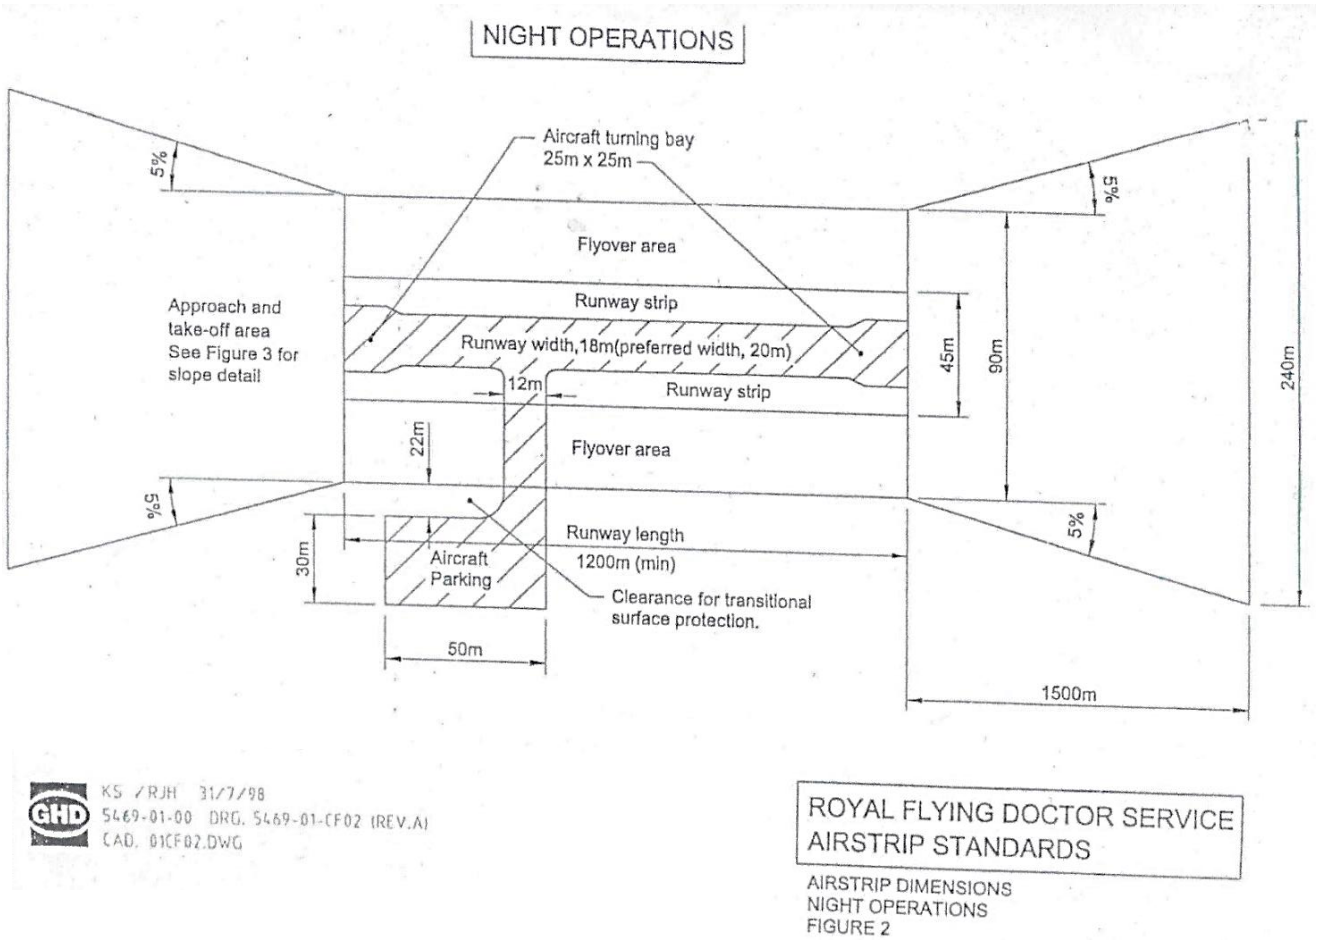 NIGHT OPERATIONS
Aircraft turning bay
25m x 25m
5%
5%
Flyover area
Runway strip
Approach and
take-off area
See Figure 3 for
slope detail
Runway width,18m(preferred width, 20m)
45m
90m
240m
12m
Runway strip
22m
Flyover area
5%
5%
30m
Aircraft
Parking
Runway length
1200m (min)
Clearance for transitional
surface protection.
50m
1500m
GHD
KS /RJH 31/7/98
5469-01-00 DRG. 5469-01-CF02 (REV.A)
CAD. 01CF02.DWG
ROYAL FLYING DOCTOR SERVICE
AIRSTRIP STANDARDS
AIRSTRIP DIMENSIONS
NIGHT OPERATIONS
FIGURE 2